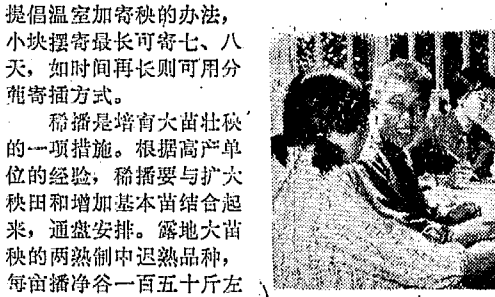 提倡温室加寄秧的办法，
小块摆寄最长可寄七、八
天，如时间再长则可用分
蔸寄插方式。
稀播是培育大苗壮秧
的一项措施。根据高产单
位的经验，稀播要与扩大
秧田和增加基本苗结合起
来，通盘安排。露地大苗
秧的两熟制中迟熟品种，
每亩播净谷一百五十斤左